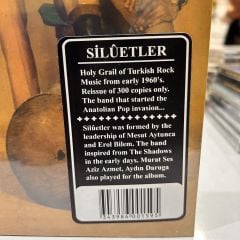 SİLÛETLER
Holy Grail of Turkish Rock
Music from early 1960's.
Reissue of 300 copies only.
The band that started the
Anatolian Pop invasion...
Silûetler was formed by the
leadership of Mesut Aytunca
and Erol Bilem. The band
inspired from The Shadows
in the early days. Murat Ses
Aziz Azmet, Aydın Daruga
also played for the album.